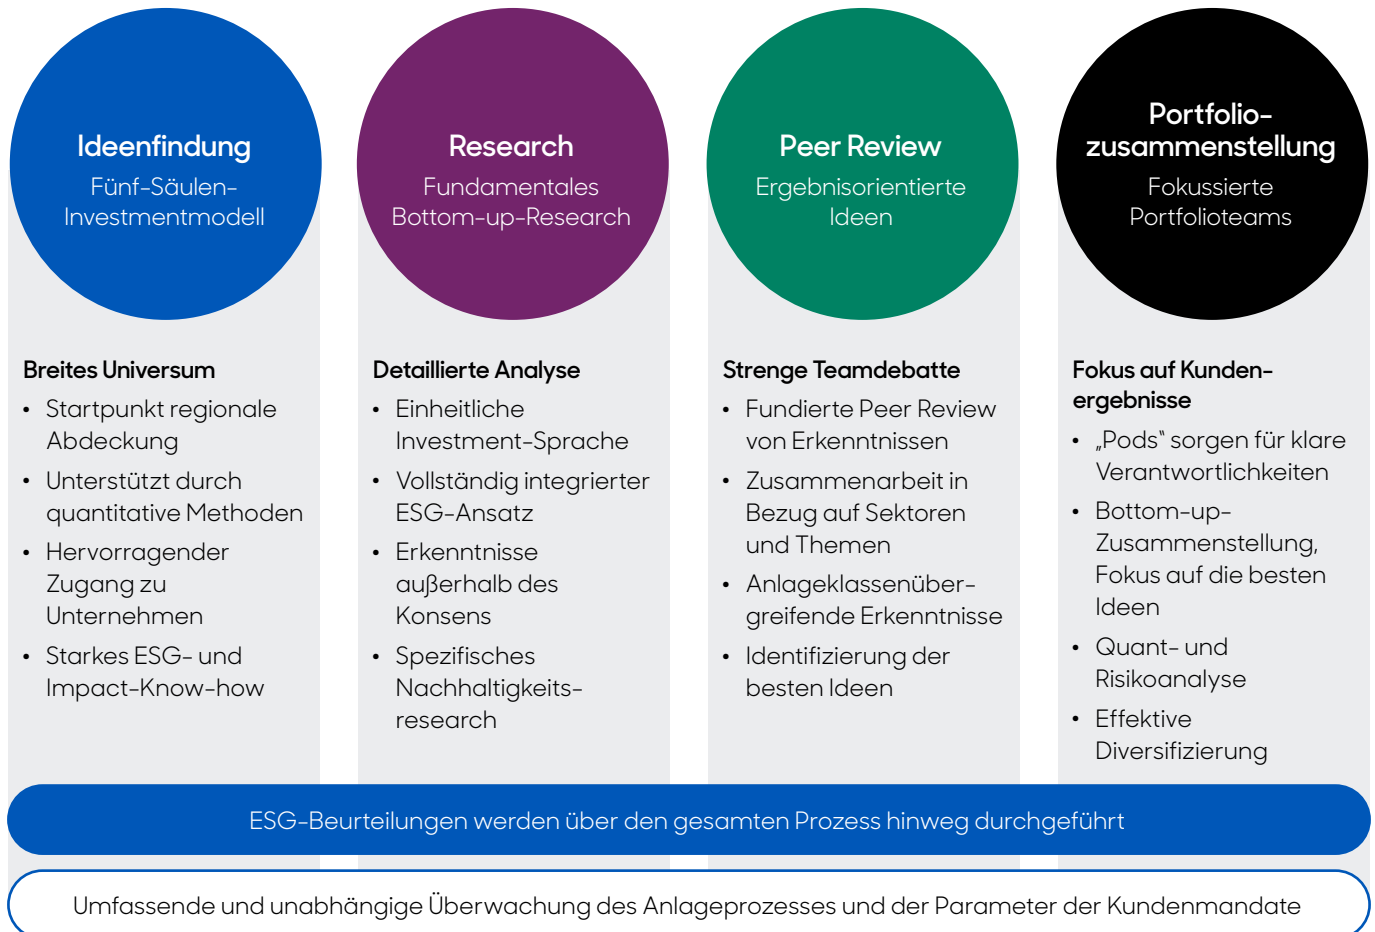 Ideenfindung
Fünf-Säulen-
Investmentmodell
Research
Fundamentales
Bottom-up-Research
Peer Review
Ergebnisorientierte
Ideen
Portfolio-
zusammenstellung
Fokussierte
Portfolioteams
Breites Universum
• Startpunkt regionale
Abdeckung
• Unterstützt durch
quantitative Methoden
• Hervorragender
Zugang zu
Unternehmen
• Starkes ESG- und
Impact-Know-how
Detaillierte Analyse
• Einheitliche
Investment-Sprache
• Vollständig integrierter
ESG-Ansatz
• Erkenntnisse
außerhalb des
Konsens
• Spezifisches
Nachhaltigkeits-
research
Strenge Teamdebatte
• Fundierte Peer Review
von Erkenntnissen
• Zusammenarbeit in
Bezug auf Sektoren
und Themen
• Anlageklassenüber-
greifende Erkenntnisse
• Identifizierung der
besten Ideen
Fokus auf Kunden-
ergebnisse
• „Pods‟ sorgen für klare
Verantwortlichkeiten
• Bottom-up-
Zusammenstellung,
Fokus auf die besten
Ideen
• Quant- und
Risikoanalyse
• Effektive
Diversifizierung
ESG-Beurteilungen werden über den gesamten Prozess hinweg durchgeführt
Umfassende und unabhängige Überwachung des Anlageprozesses und der Parameter der Kundenmandate